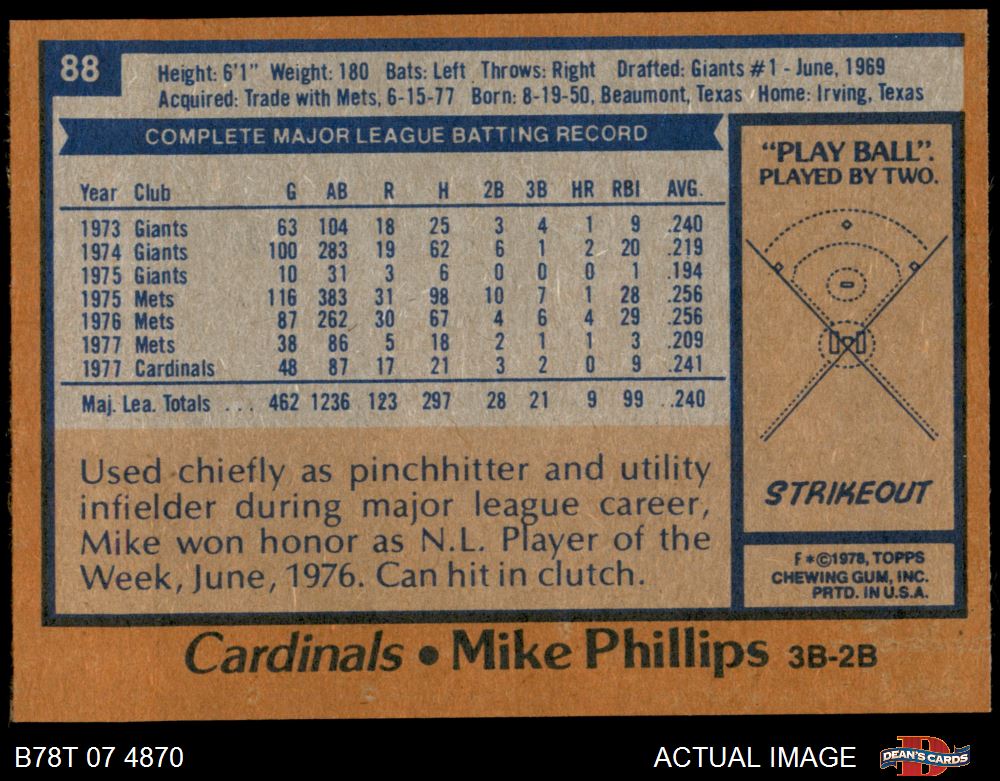 88
Height: 6'1" Weight: 180 Bats: Left Throws: Right Drafted: Giants #1 - June, 1969
Acquired: Trade with Mets, 6-15-77 Born: 8-19-50, Beaumont, Texas Home: Irving, Texas
COMPLETE MAJOR LEAGUE BATTING RECORD
Year Club G AB R H 2B 3B HR RBI AVG.
1973 Giants 63 104 18 25 3 4 1 9 .240
1974 Giants 100 283 19 62 6 1 2 20 .219
1975 Giants 10 31 3 6 0 0 0 1 .194
1975 Mets 116 383 31 98 10 7 1 28 .256
1976 Mets 87 262 30 67 4 6 4 29 .256
1977 Mets 38 86 5 18 2 1 1 3 .209
1977 Cardinals 48 87 17 21 3 2 0 9 .241
Maj. Lea. Totals ... 462 1236 123 297 28 21 9 99 .240
Used chiefly as pinchhitter and utility
infielder during major league career,
Mike won honor as N.L. Player of the
Week, June, 1976. Can hit in clutch.
"PLAY BALL".
PLAYED BY TWO.
STRIKEOUT
F*©1978, TOPPS
CHEWING GUM, INC.
PRTD. IN U.S.A.
Cardinals • Mike Phillips 3B-2B
B78T 07 4870
ACTUAL IMAGE
DEAN'S CARDS